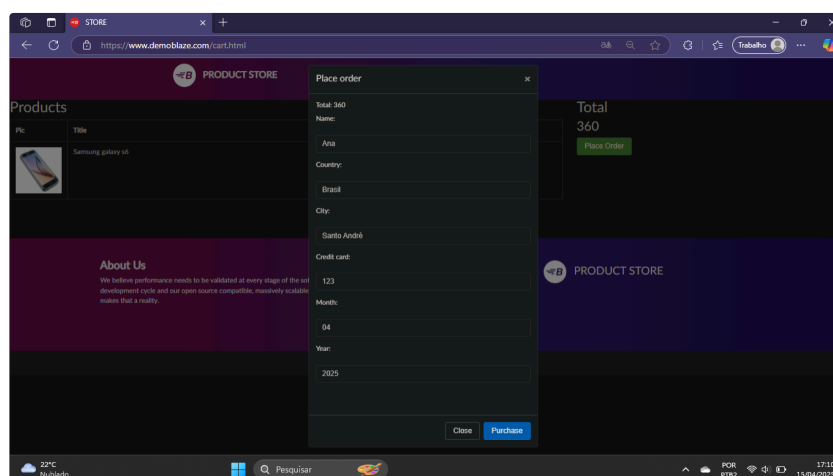 STORE
https://www.demoblaze.com/cart.html
Trabalho
PRODUCT STORE
Place order
×
Products
Total
Total: 360
360
Name:
Pic
Title
Ana
Place Order
Samsung galaxy s6
Country:
Brasil
City:
Santo André
About Us
Credit card:
PRODUCT STORE
We believe performance needs to be validated at every stage of the so
123
development cycle and our open source compatible, massively scalable
makes that a reality.
Month:
04
Year:
2025
Close
Purchase
22°C
Nublado
Pesquisar
POR
PTB2
17:10
15/04/2025